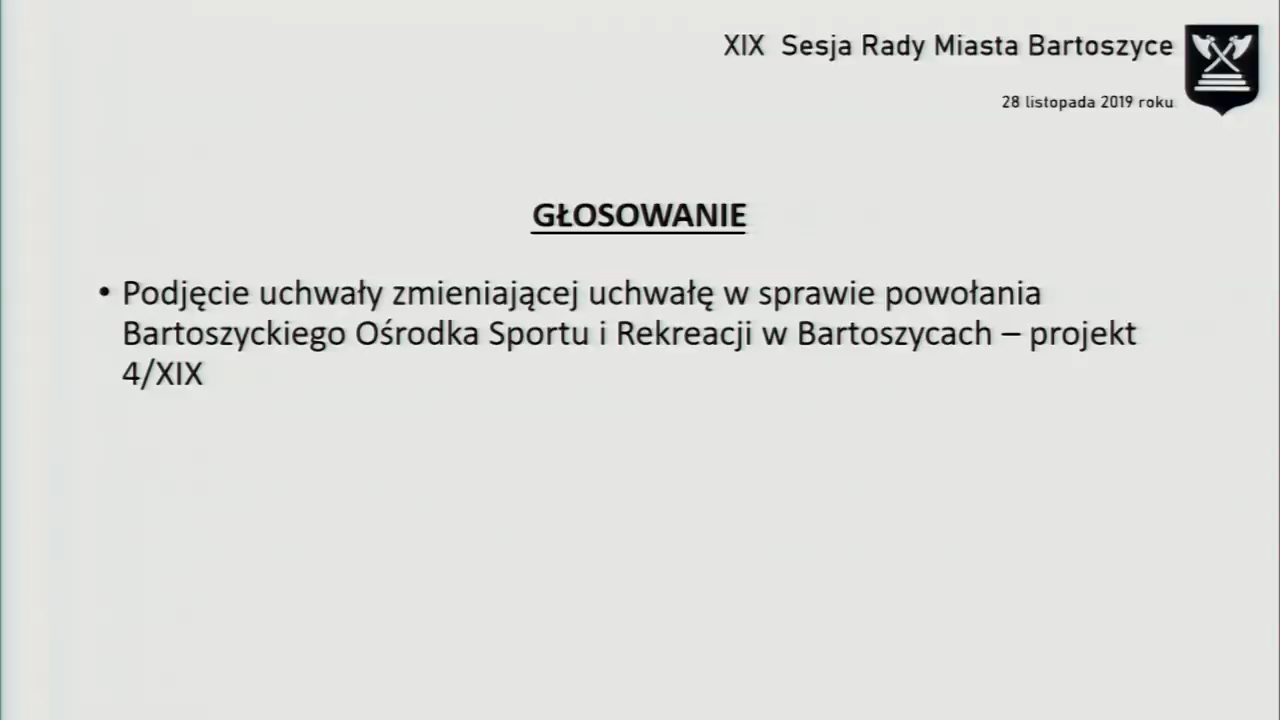 XIX Sesja Rady Miasta Bartoszyce
28 listopada 2019 roku
GŁOSOWANIE
• Podjęcie uchwały zmieniającej uchwałę w sprawie powołania
Bartoszyckiego Ośrodka Sportu i Rekreacji w Bartoszycach – projekt
4/XIX